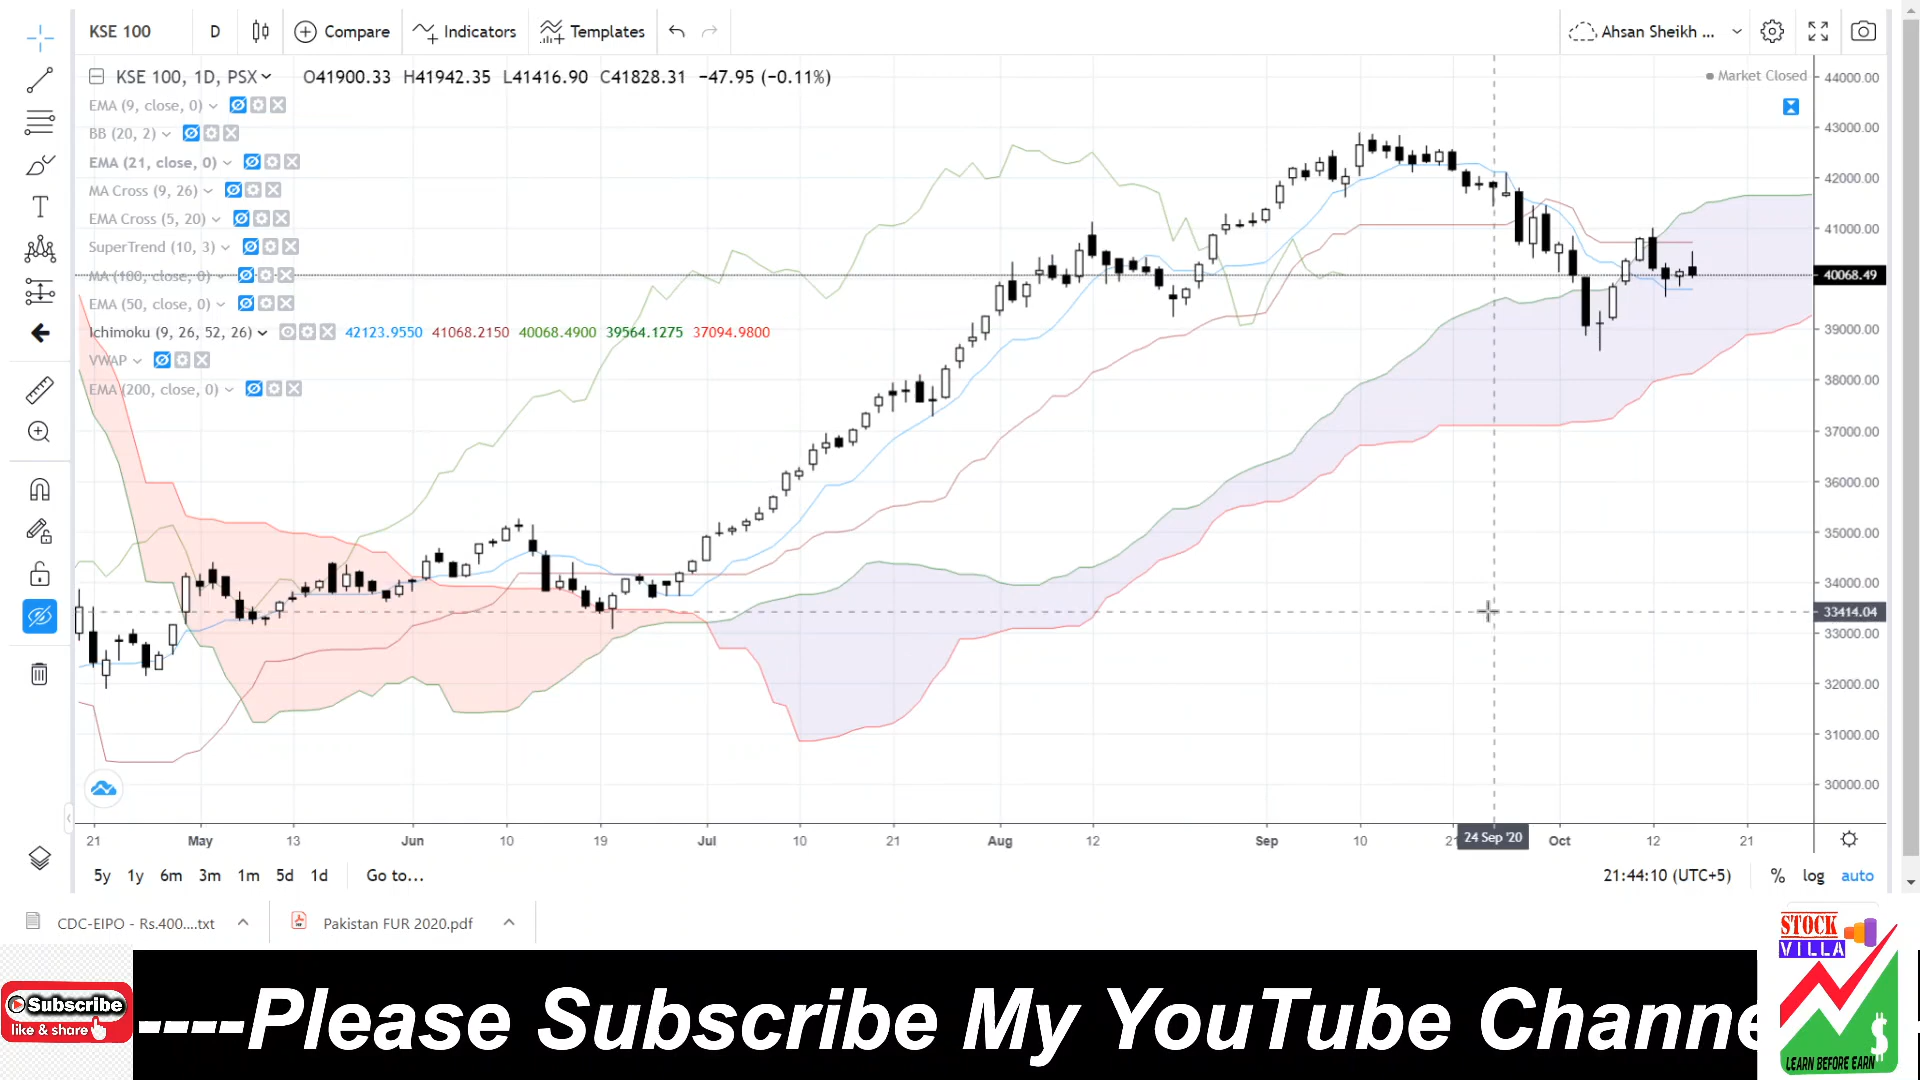 KSE 100 D Compare Indicators Templates Ahsan Sheikh ...
KSE 100, 1D, PSX O41900.33 H41942.35 L41416.90 C41828.31 −47.95 (−0.11%)
Market Closed
EMA (9, close, 0)
BB (20, 2)
EMA (21, close, 0)
MA Cross (9, 26)
EMA Cross (5, 20)
SuperTrend (10, 3)
MA (100, close, 0)
EMA (50, close, 0)
Ichimoku (9, 26, 52, 26) 42123.9550 41068.2150 40068.4900 39564.1275 37094.9800
VWAP
EMA (200, close, 0)
44000.00
43000.00
42000.00
41000.00
40068.49
39000.00
38000.00
37000.00
36000.00
35000.00
34000.00
33414.04
33000.00
32000.00
31000.00
30000.00
21 May 13 Jun 10 19 Jul 10 21 Aug 12 Sep 10 21 24 Sep '20 Oct 12 21
5y 1y 6m 3m 1m 5d 1d Go to... 21:44:10 (UTC+5) % log auto
CDC-EIPO - Rs.400....txt Pakistan FUR 2020.pdf
Subscribe
like & share
----Please Subscribe My YouTube Channe
STOCK
VILLA
$
LEARN BEFORE EARN